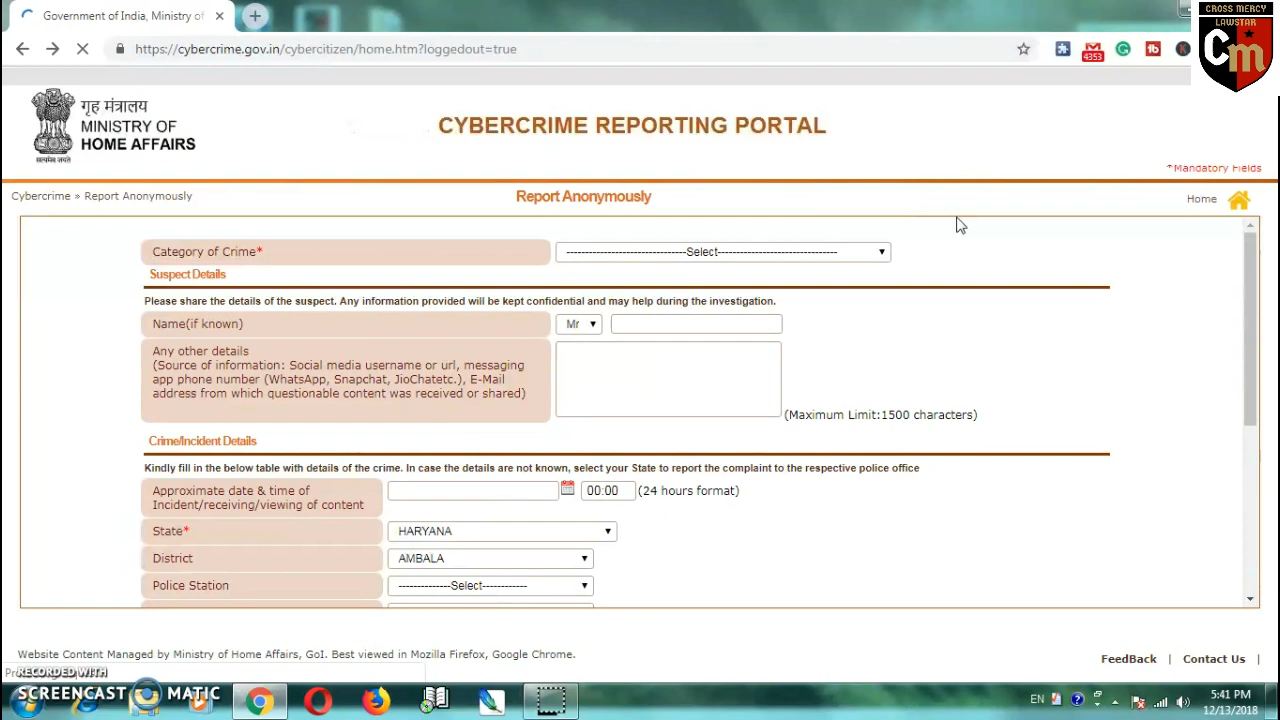 Government of India, Ministry of
CROSS MERCY
LAWSTAR
Cm
https://cybercrime.gov.in/cybercitizen/home.htm?loggedout=true
4353
गृह मंत्रालय
MINISTRY OF
HOME AFFAIRS
सत्यमेव जयते
CYBERCRIME REPORTING PORTAL
*Mandatory Fields
Cybercrime » Report Anonymously
Report Anonymously
Home
Category of Crime*
-------------------------------Select-------------------------------
Suspect Details
Please share the details of the suspect. Any information provided will be kept confidential and may help during the investigation.
Name(if known)
Mr
Any other details
(Source of information: Social media username or url, messaging
app phone number (WhatsApp, Snapchat, JioChatetc.), E-Mail
address from which questionable content was received or shared)
(Maximum Limit:1500 characters)
Crime/Incident Details
Kindly fill in the below table with details of the crime. In case the details are not known, select your State to report the complaint to the respective police office
Approximate date & time of
Incident/receiving/viewing of content
00:00 (24 hours format)
State*
HARYANA
District
AMBALA
Police Station
--------------Select------------
Website Content Managed by Ministry of Home Affairs, GoI. Best viewed in Mozilla Firefox, Google Chrome.
FeedBack | Contact Us |
RECORDED WITH
SCREENCAST MATIC
EN
5:41 PM
12/13/2018